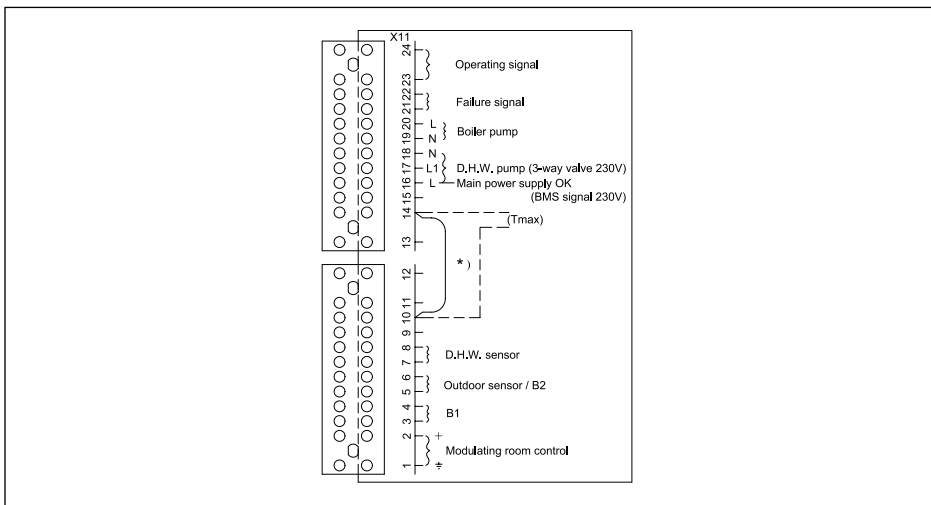 X11
24
Operating signal
23
22
Failure signal
21
20 L
Boiler pump
19 N
18 N
17 L1 D.H.W. pump (3-way valve 230V)
16 L Main power supply OK
15 (BMS signal 230V)
14 (Tmax)
13
*)
12
11
10
9
8
D.H.W. sensor
7
6
Outdoor sensor / B2
5
4
B1
3
2 +
Modulating room control
1